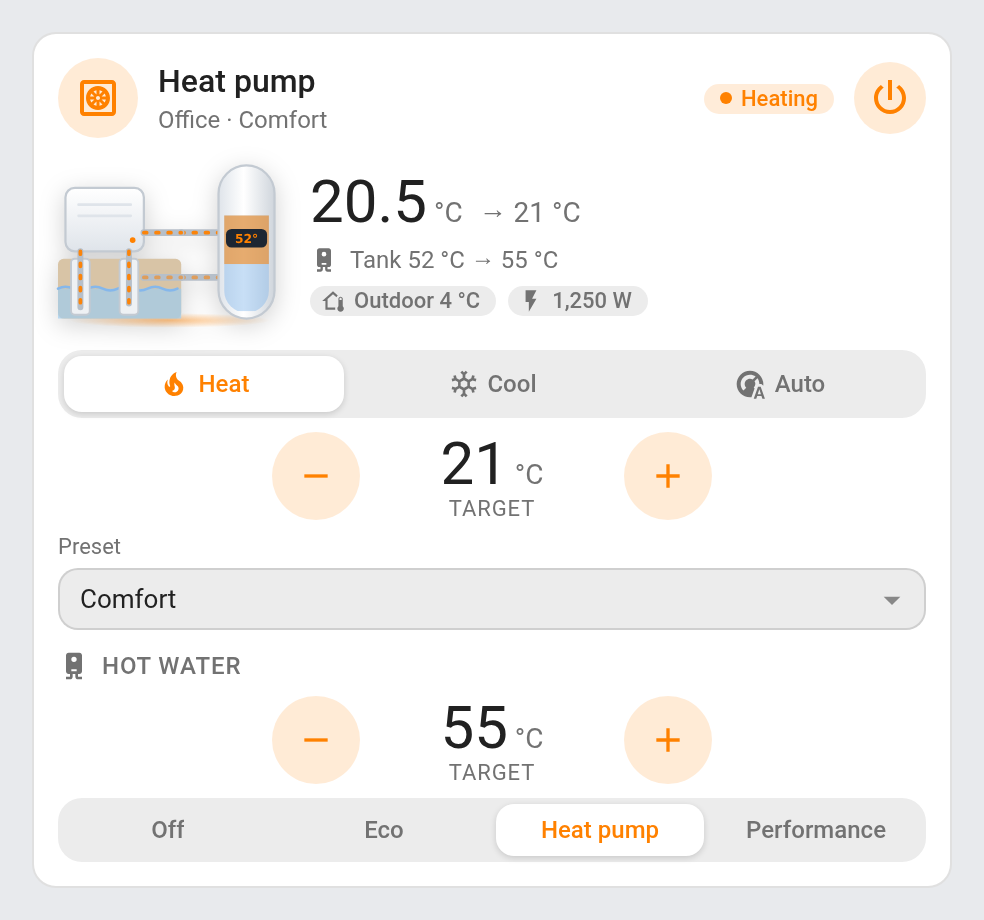 Heat pump
Office · Comfort
Heating
52°
20.5 °C → 21 °C
Tank 52 °C → 55 °C
Outdoor 4 °C
1,250 W
Heat
Cool
Auto
21 °C
TARGET
Preset
Comfort
HOT WATER
55 °C
TARGET
Off
Eco
Heat pump
Performance